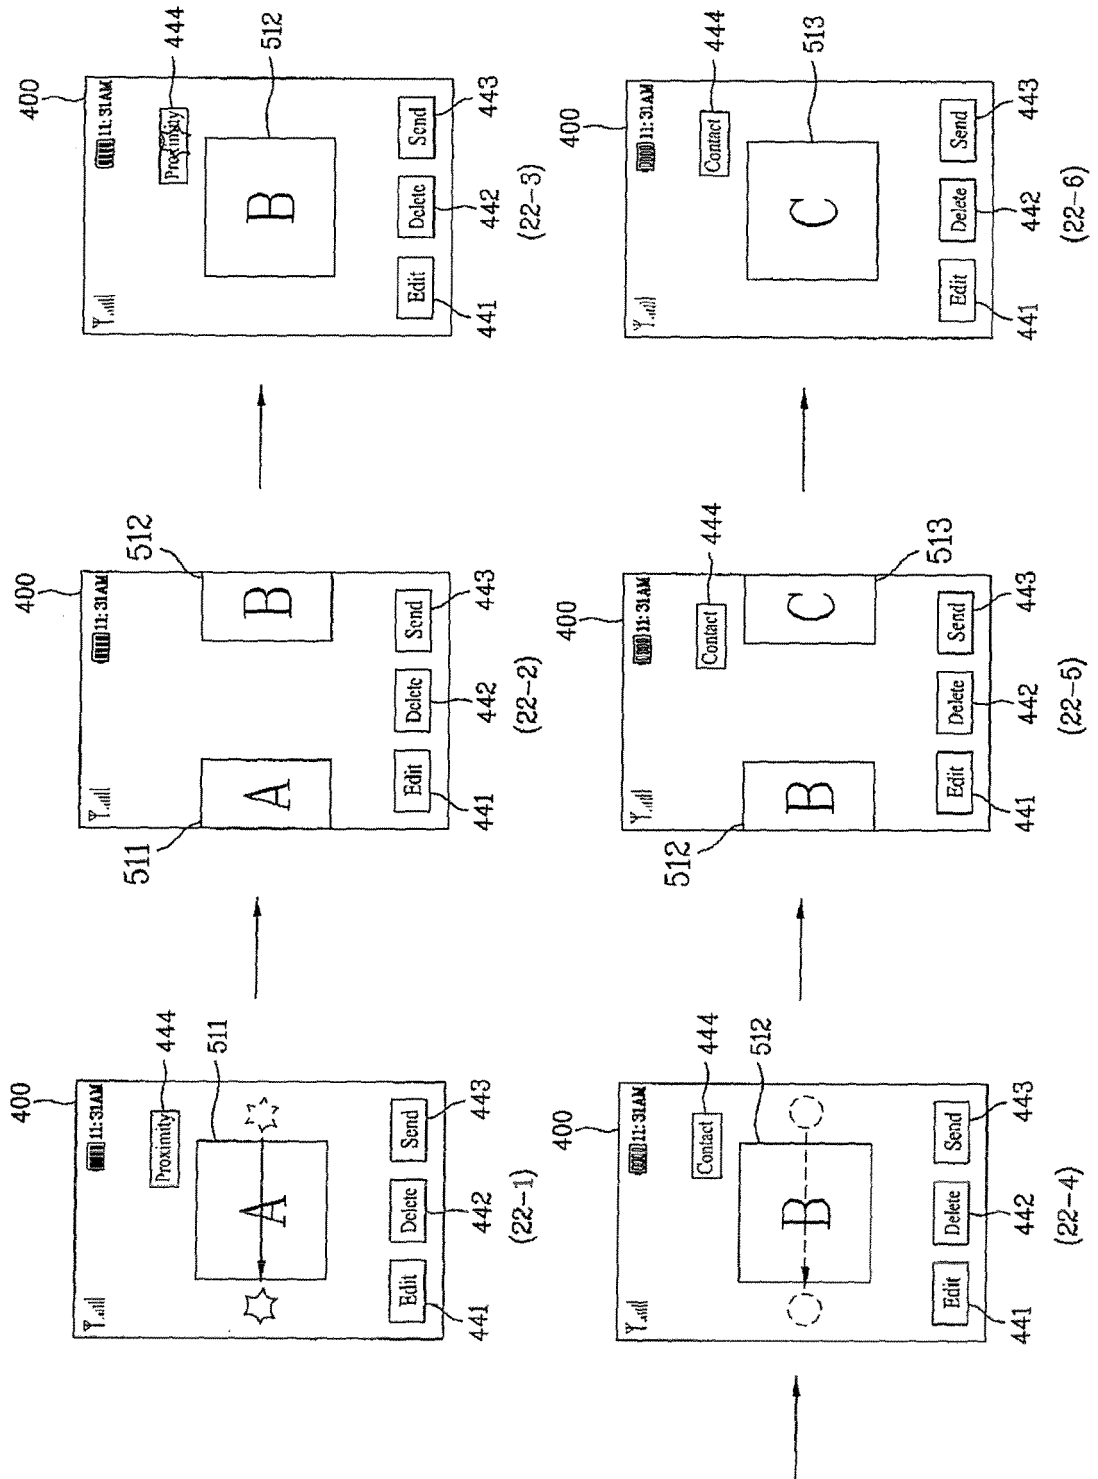 400
11:31AM
Proximity
444
511
A
Edit
Delete
Send
441
442
443
(22-1)
400
11:31AM
511
A
512
B
Edit
Delete
Send
441
442
443
(22-2)
400
11:31AM
Proximity
444
512
B
Edit
Delete
Send
441
442
443
(22-3)
400
11:31AM
Contact
444
512
B
Edit
Delete
Send
441
442
443
(22-4)
400
11:31AM
Contact
444
512
B
C
513
Edit
Delete
Send
441
442
443
(22-5)
400
11:31AM
Contact
444
513
C
Edit
Delete
Send
441
442
443
(22-6)